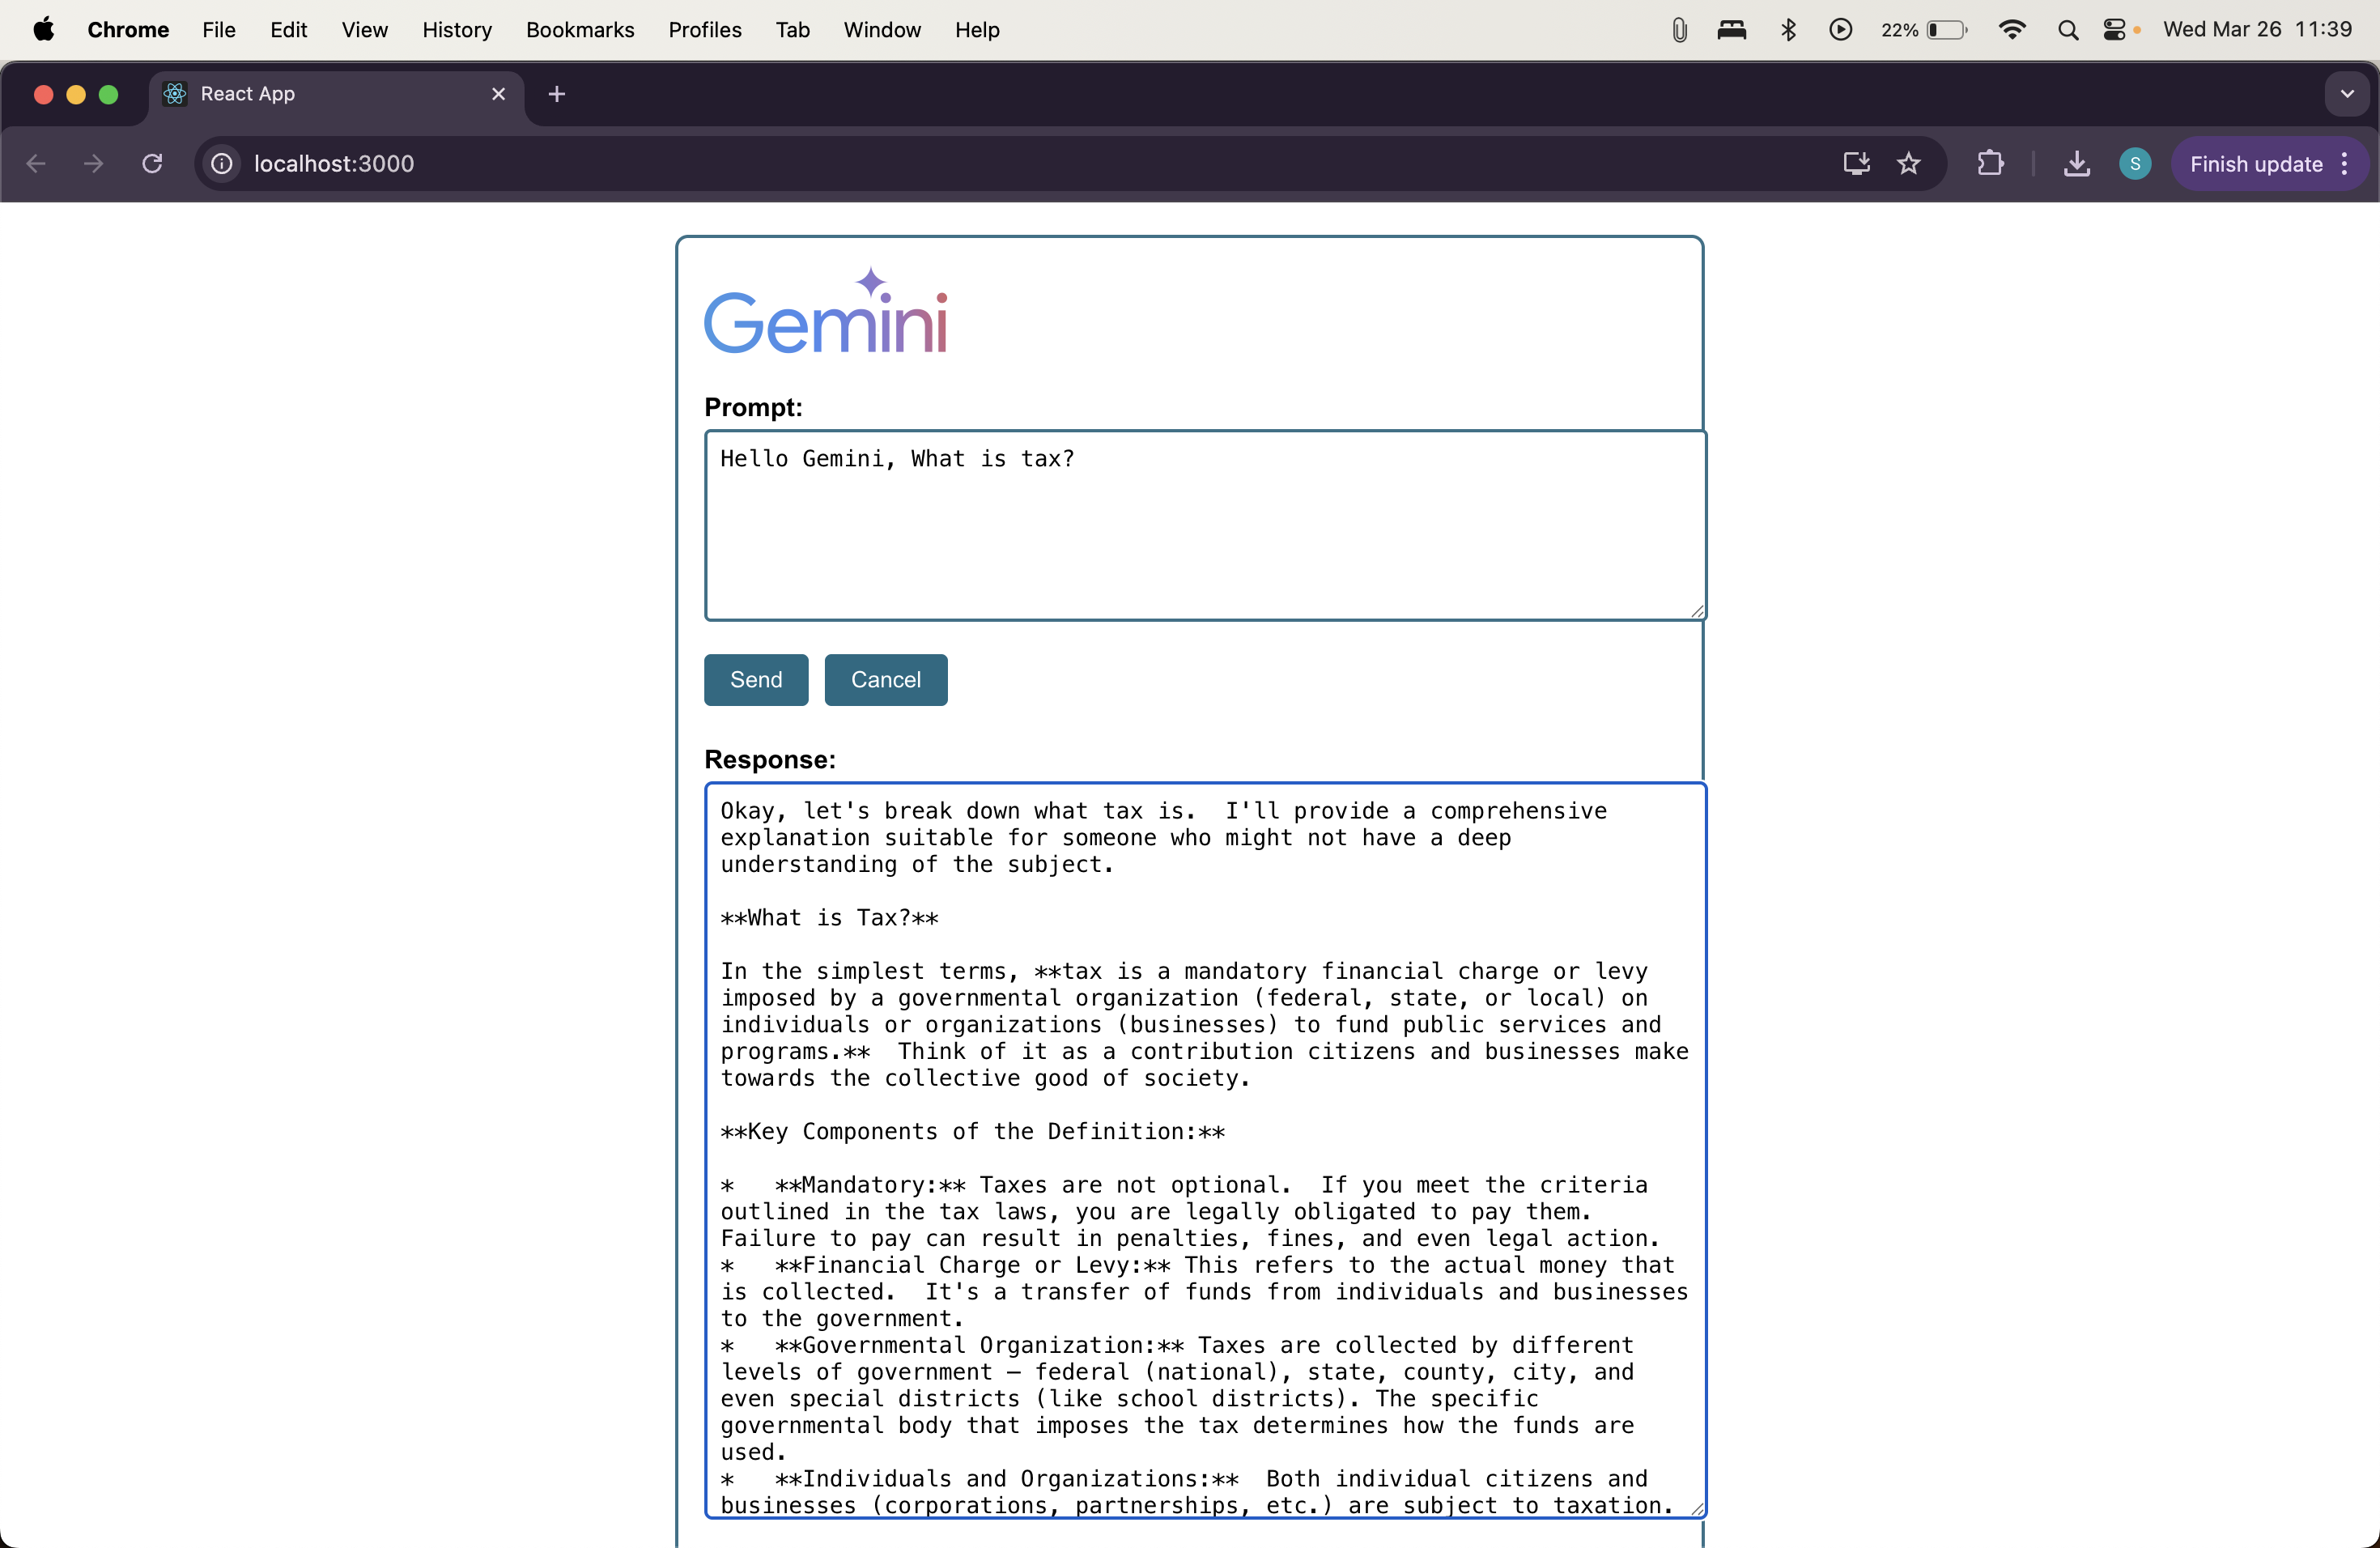 Chrome File Edit View History Bookmarks Profiles Tab Window Help 22% Wed Mar 26 11:39
React App
localhost:3000 S Finish update
Gemini
Prompt:
Hello Gemini, What is tax?
Send Cancel
Response:
Okay, let's break down what tax is.  I'll provide a comprehensive
explanation suitable for someone who might not have a deep
understanding of the subject.
**What is Tax?**
In the simplest terms, **tax is a mandatory financial charge or levy
imposed by a governmental organization (federal, state, or local) on
individuals or organizations (businesses) to fund public services and
programs.**  Think of it as a contribution citizens and businesses make
towards the collective good of society.
**Key Components of the Definition:**
*   **Mandatory:** Taxes are not optional.  If you meet the criteria
outlined in the tax laws, you are legally obligated to pay them.
Failure to pay can result in penalties, fines, and even legal action.
*   **Financial Charge or Levy:** This refers to the actual money that
is collected.  It's a transfer of funds from individuals and businesses
to the government.
*   **Governmental Organization:** Taxes are collected by different
levels of government – federal (national), state, county, city, and
even special districts (like school districts). The specific
governmental body that imposes the tax determines how the funds are
used.
*   **Individuals and Organizations:**  Both individual citizens and
businesses (corporations, partnerships, etc.) are subject to taxation.